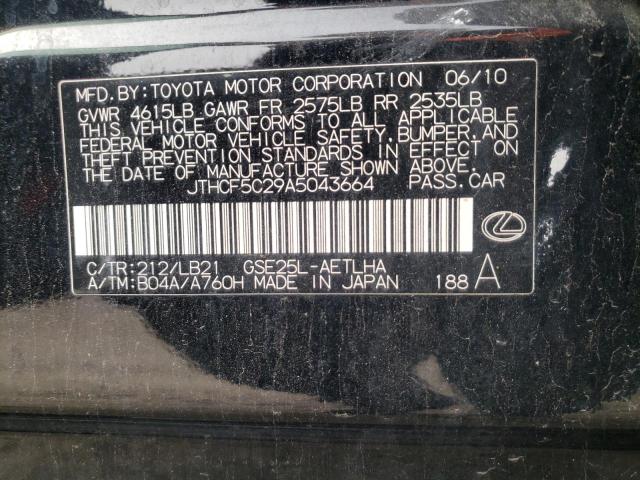 MFD. BY: TOYOTA MOTOR CORPORATION 06/10
GVWR 4615LB GAWR FR 2575LB RR 2535LB
THIS VEHICLE CONFORMS TO ALL APPLICABLE
FEDERAL MOTOR VEHICLE SAFETY, BUMPER, AND
THEFT PREVENTION STANDARDS IN EFFECT ON
THE DATE OF MANUFACTURE SHOWN ABOVE.
JTHCF5C29A5043664 PASS. CAR
C/TR: 212/LB21 GSE25L-AETLHA
A/TM: B04A/A760H MADE IN JAPAN 188 A